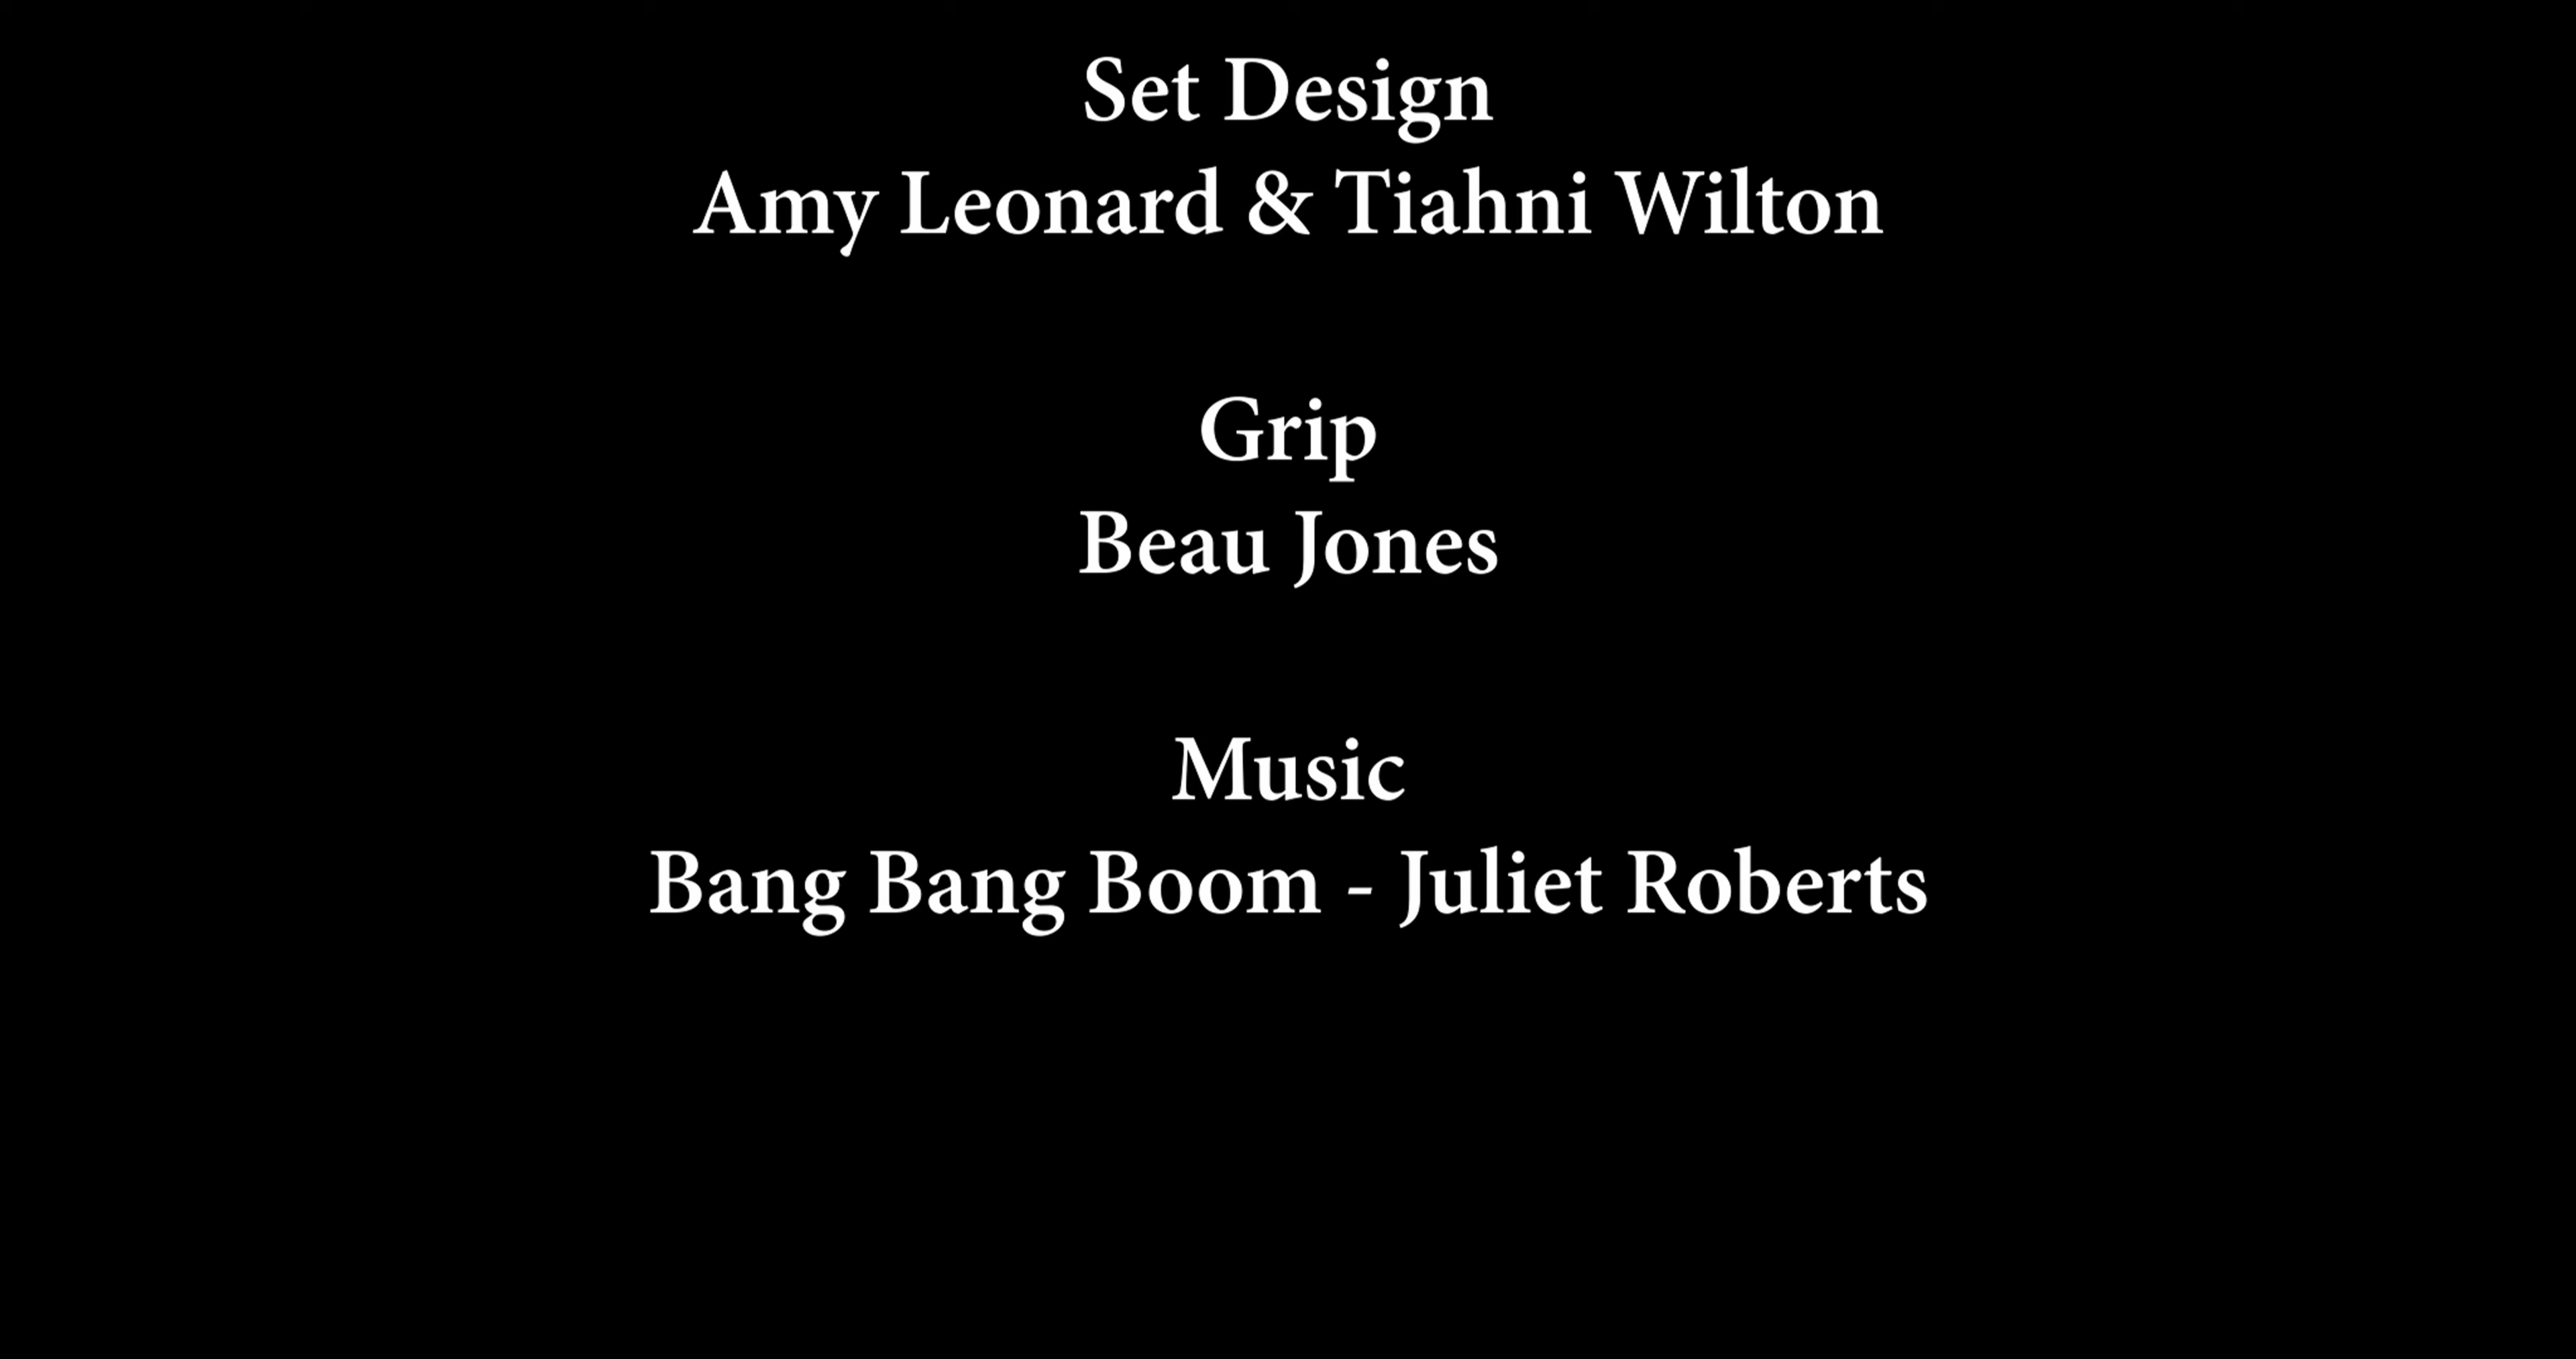 Set Design
Amy Leonard & Tiahni Wilton
Grip
Beau Jones
Music
Bang Bang Boom - Juliet Roberts